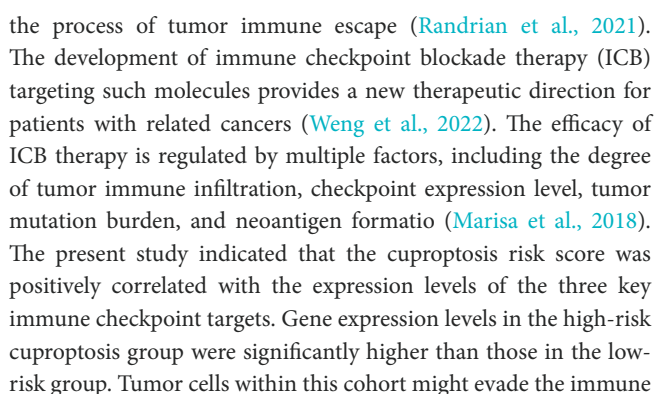 the process of tumor immune escape (Randrian et al., 2021).
The development of immune checkpoint blockade therapy (ICB)
targeting such molecules provides a new therapeutic direction for
patients with related cancers (Weng et al., 2022). The efficacy of
ICB therapy is regulated by multiple factors, including the degree
of tumor immune infiltration, checkpoint expression level, tumor
mutation burden, and neoantigen formatio (Marisa et al., 2018).
The present study indicated that the cuproptosis risk score was
positively correlated with the expression levels of the three key
immune checkpoint targets. Gene expression levels in the high-risk
cuproptosis group were significantly higher than those in the low-
risk group. Tumor cells within this cohort might evade the immune